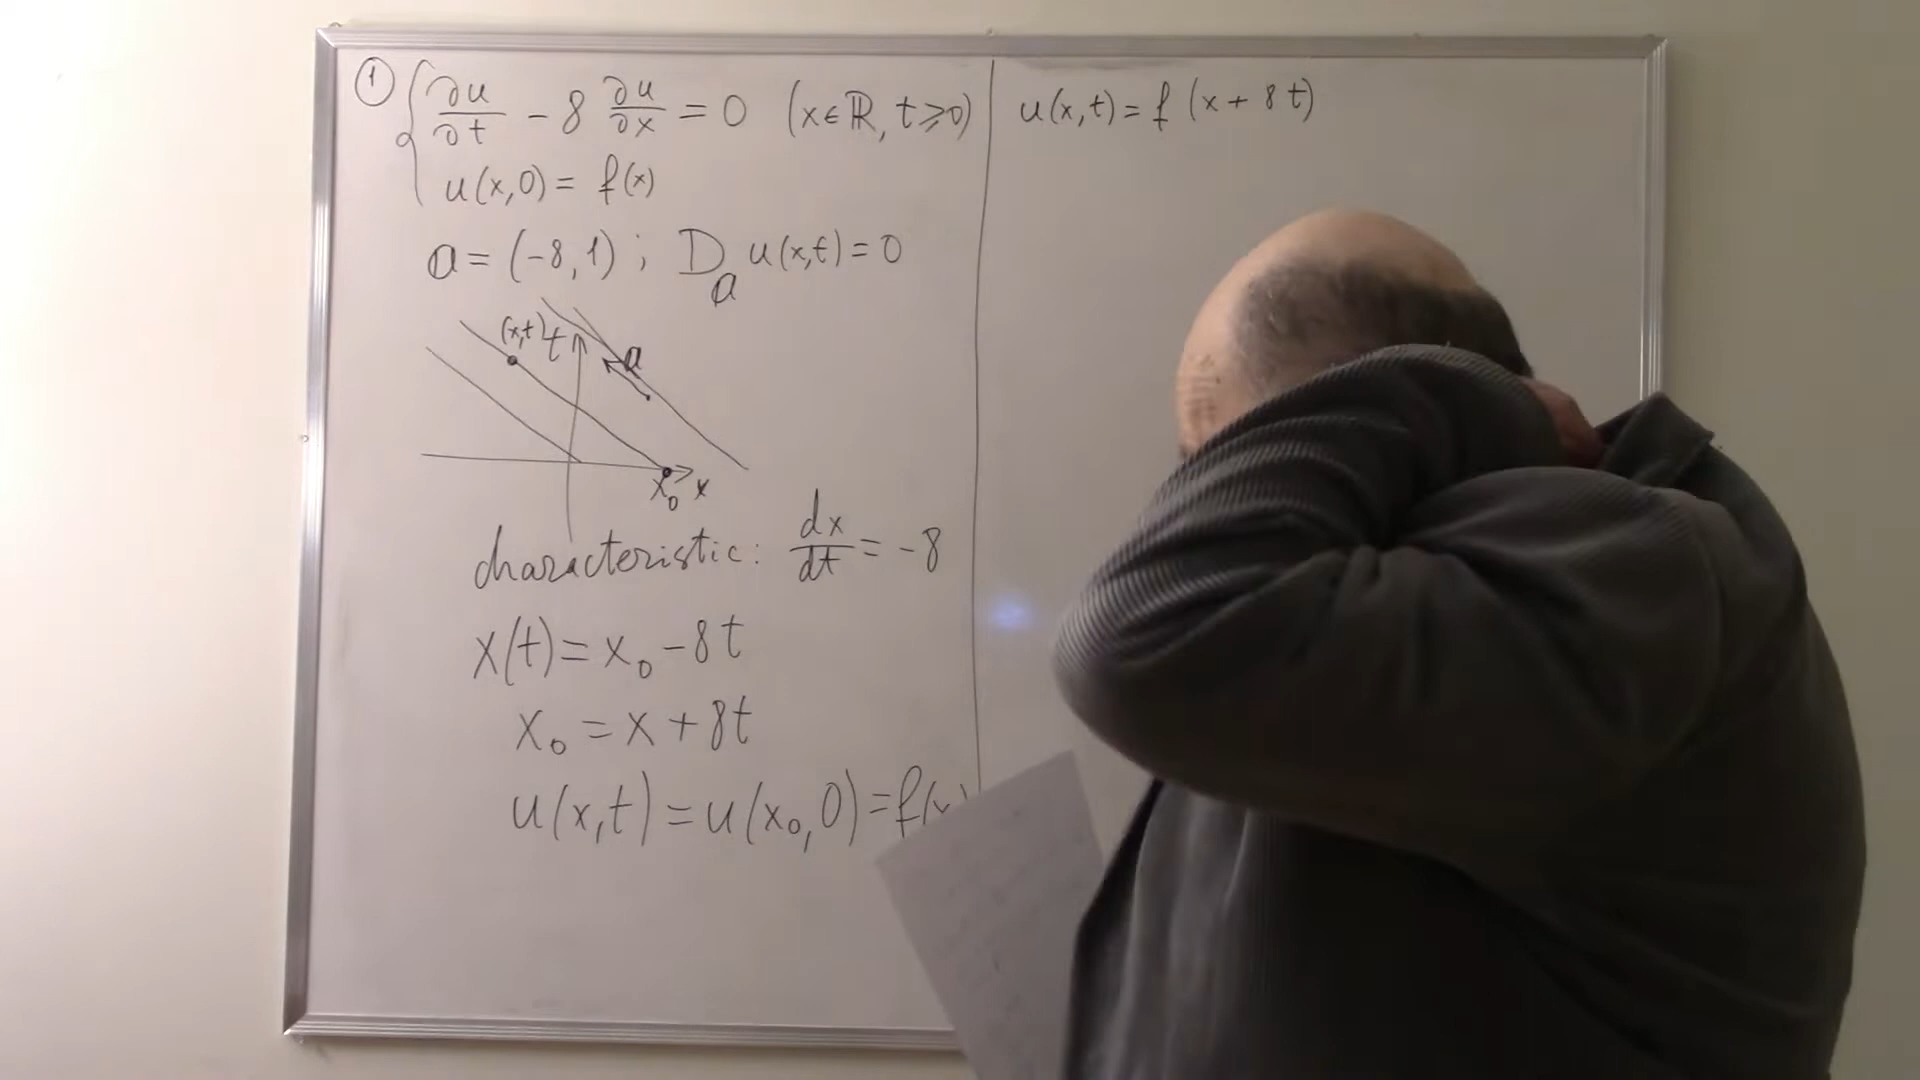 ① ∂u/∂t - 8 ∂u/∂x = 0 (x∈ℝ, t⩾0)
u(x,0) = f(x)
a = (-8,1) ; D_a u(x,t) = 0
(x,t) t a
x₀ x
characteristic: dx/dt = -8
x(t) = x₀ - 8t
x₀ = x + 8t
u(x,t) = u(x₀,0) = f(
u(x,t) = f (x + 8t)